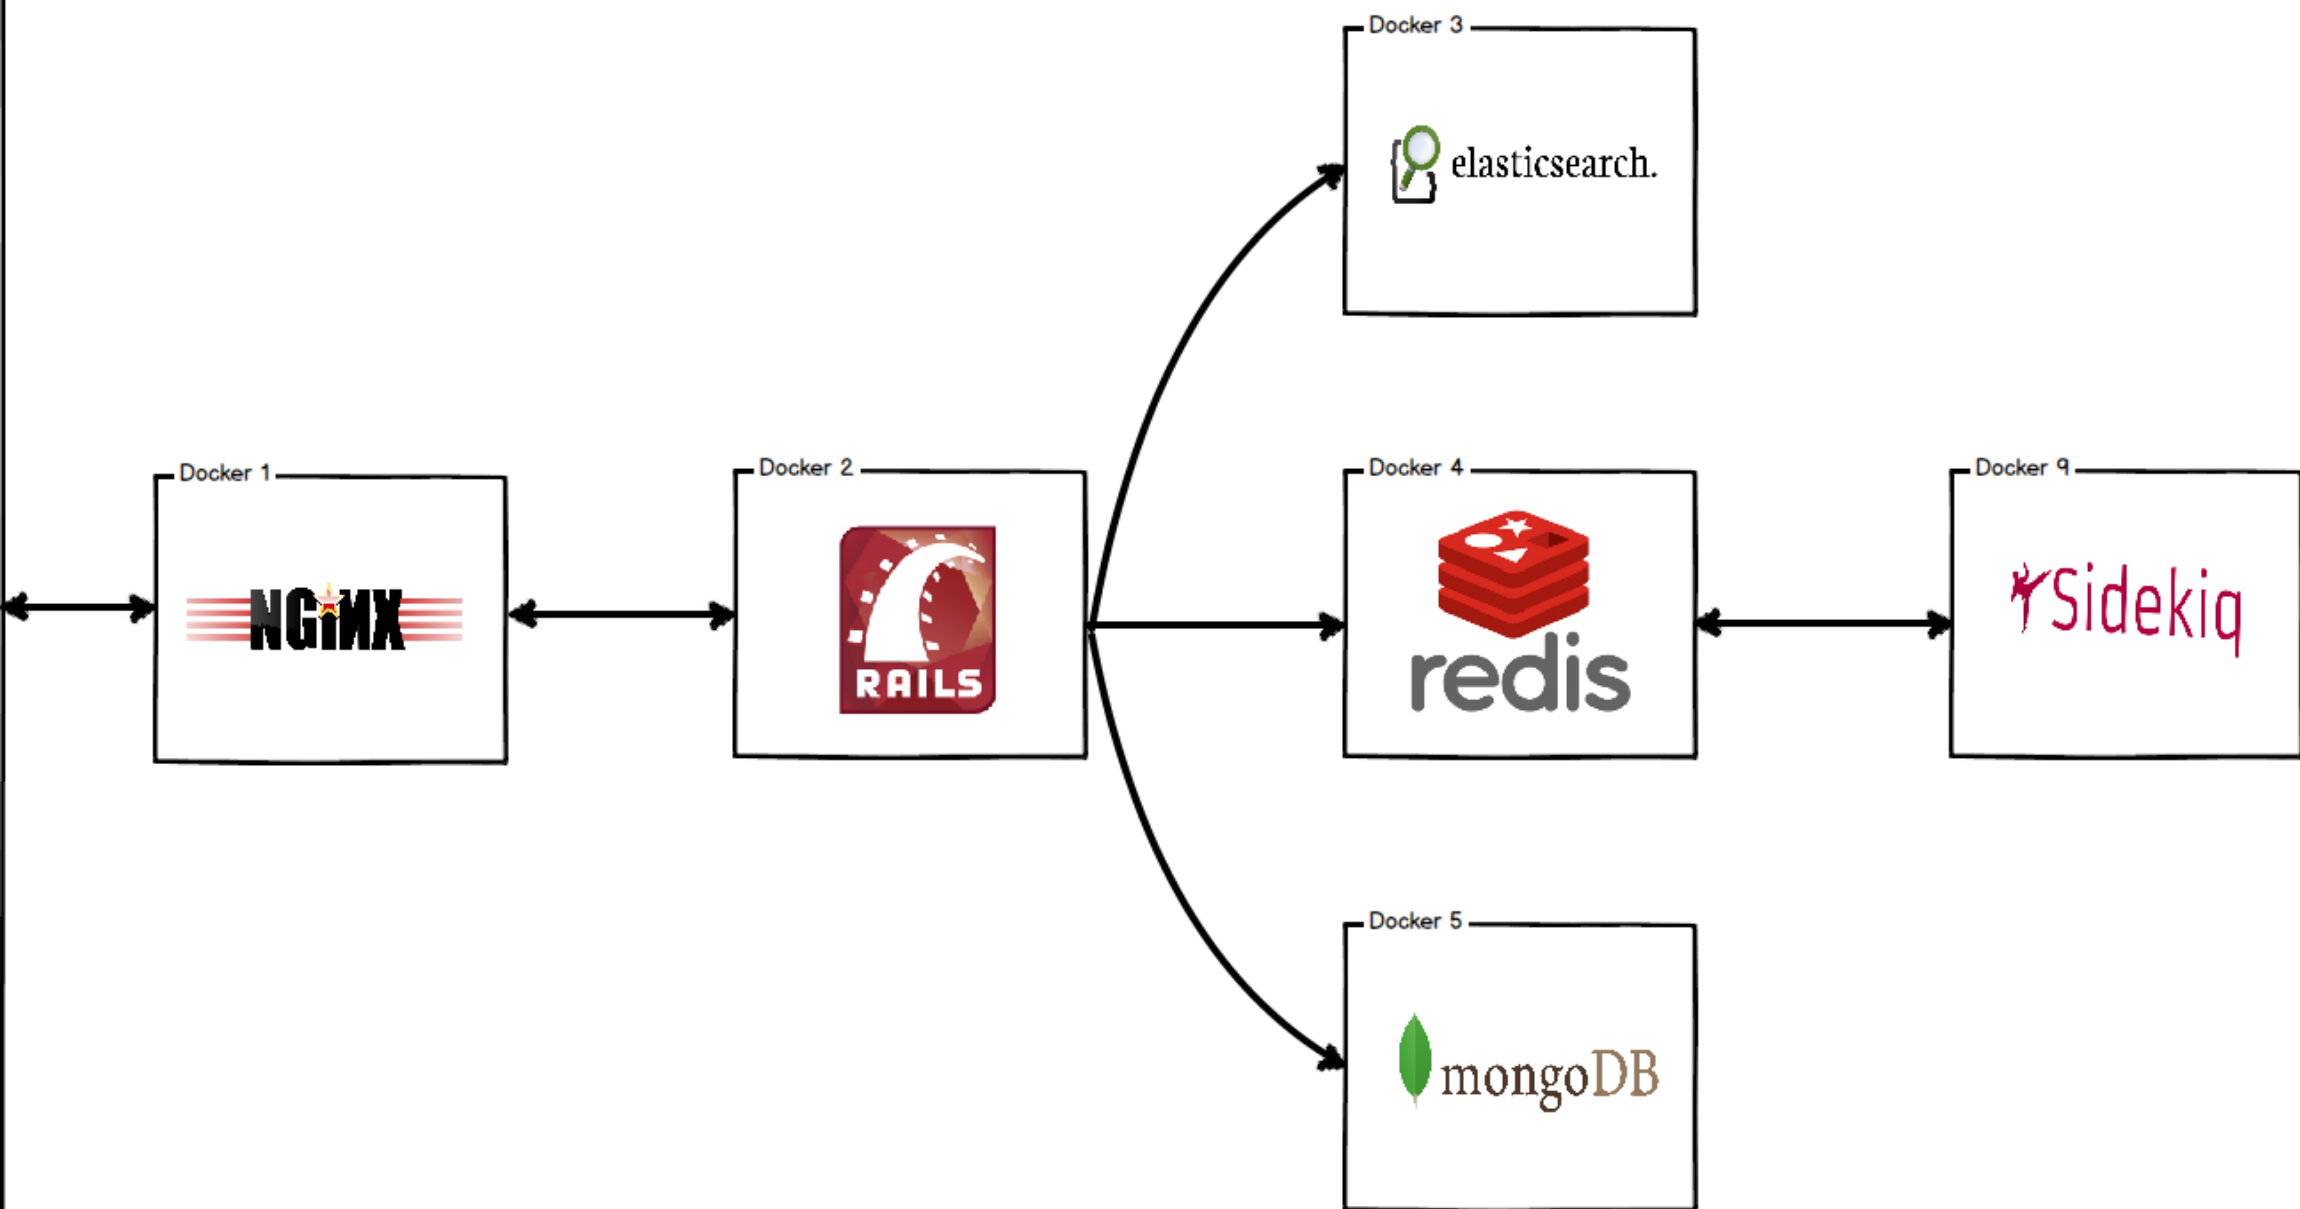 Docker 3
elasticsearch.
Docker 1
NGiNX
Docker 2
RAILS
Docker 4
redis
Docker 9
Sidekiq
Docker 5
mongoDB